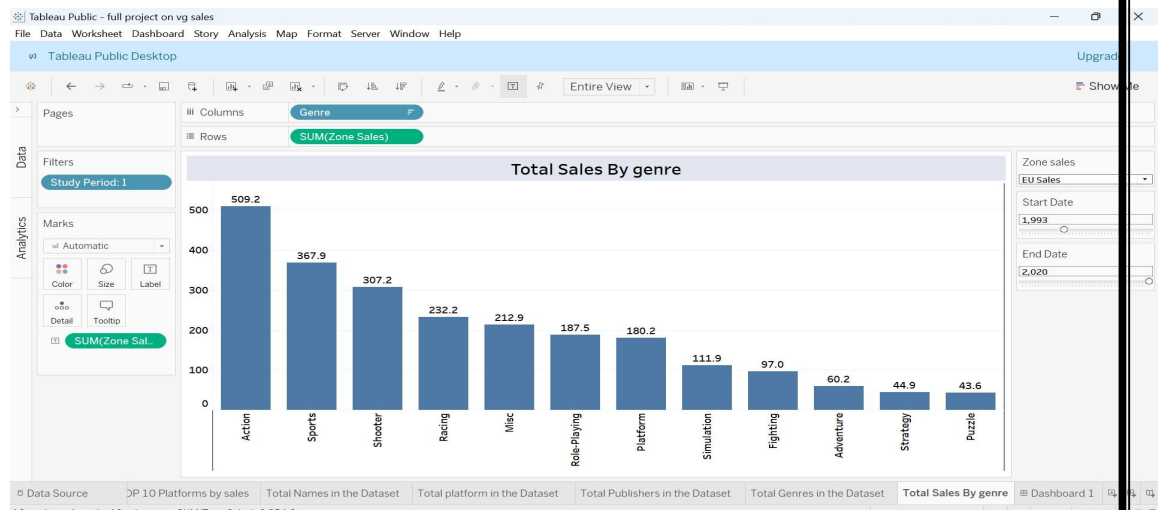 Tableau Public - full project on vg sales
File Data Worksheet Dashboard Story Analysis Map Format Server Window Help
Tableau Public Desktop
Upgrade
Entire View
Show Me
Pages
Columns
Genre
Rows
SUM(Zone Sales)
Data
Analytics
Filters
Study Period: 1
Marks
Automatic
Color Size Label
Detail Tooltip
SUM(Zone Sal..
Total Sales By genre
500
400
300
200
100
0
509.2
367.9
307.2
232.2
212.9
187.5
180.2
111.9
97.0
60.2
44.9
43.6
Action
Sports
Shooter
Racing
Misc
Role-Playing
Platform
Simulation
Fighting
Adventure
Strategy
Puzzle
Zone sales
EU Sales
Start Date
1,993
End Date
2,020
Data Source
OP 10 Platforms by sales
Total Names in the Dataset
Total platform in the Dataset
Total Publishers in the Dataset
Total Genres in the Dataset
Total Sales By genre
Dashboard 1